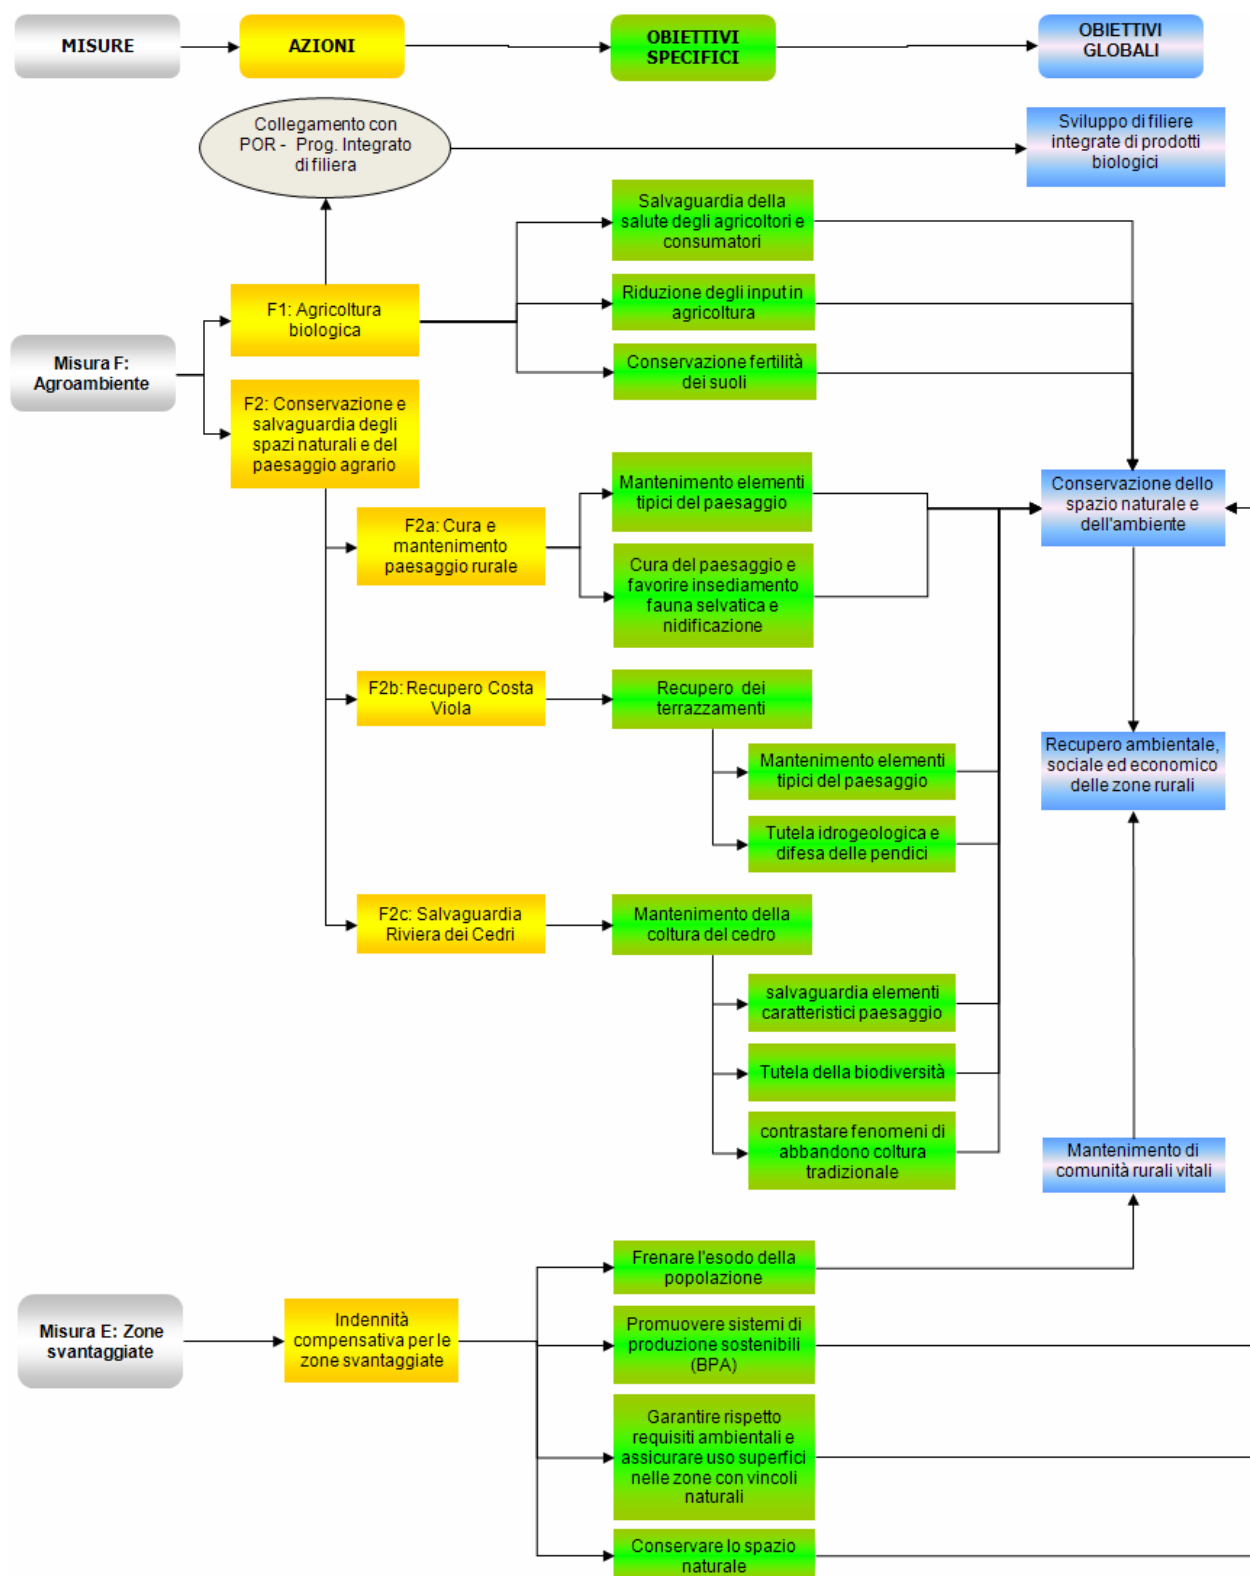 MISURE
AZIONI
OBIETTIVI
SPECIFICI
OBIETTIVI
GLOBALI
Collegamento con
POR - Prog. Integrato
di filiera
Sviluppo di filiere
integrate di prodotti
biologici
Salvaguardia della
salute degli agricoltori e
consumatori
F1: Agricoltura
biologica
Riduzione degli input in
agricoltura
Misura F:
Agroambiente
Conservazione fertilità
dei suoli
F2: Conservazione e
salvaguardia degli
spazi naturali e del
paesaggio agrario
Mantenimento elementi
tipici del paesaggio
Conservazione dello
spazio naturale e
dell'ambiente
F2a: Cura e
mantenimento
paesaggio rurale
Cura del paesaggio e
favorire insediamento
fauna selvatica e
nidificazione
F2b: Recupero Costa
Viola
Recupero dei
terrazzamenti
Mantenimento elementi
tipici del paesaggio
Recupero ambientale,
sociale ed economico
delle zone rurali
Tutela idrogeologica e
difesa delle pendici
F2c: Salvaguardia
Riviera dei Cedri
Mantenimento della
coltura del cedro
salvaguardia elementi
caratteristici paesaggio
Tutela della biodiversità
contrastare fenomeni di
abbandono coltura
tradizionale
Mantenimento di
comunità rurali vitali
Frenare l'esodo della
popolazione
Misura E: Zone
svantaggiate
Indennità
compensativa per le
zone svantaggiate
Promuovere sistemi di
produzione sostenibili
(BPA)
Garantire rispetto
requisiti ambientali e
assicurare uso superfici
nelle zone con vincoli
naturali
Conservare lo spazio
naturale